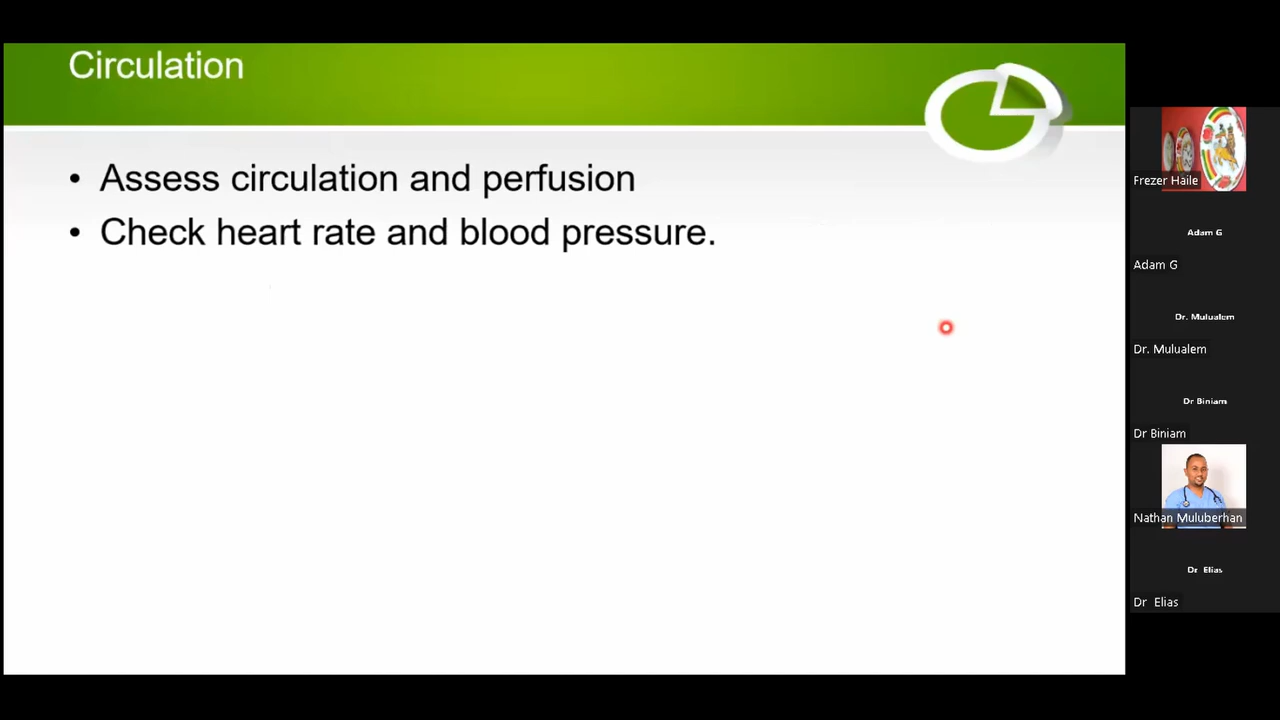 Circulation
• Assess circulation and perfusion
• Check heart rate and blood pressure.
Frezer Haile
Adam G
Adam G
Dr. Mulualem
Dr. Mulualem
Dr Biniam
Dr Biniam
Nathan Muluberhan
Dr Elias
Dr Elias